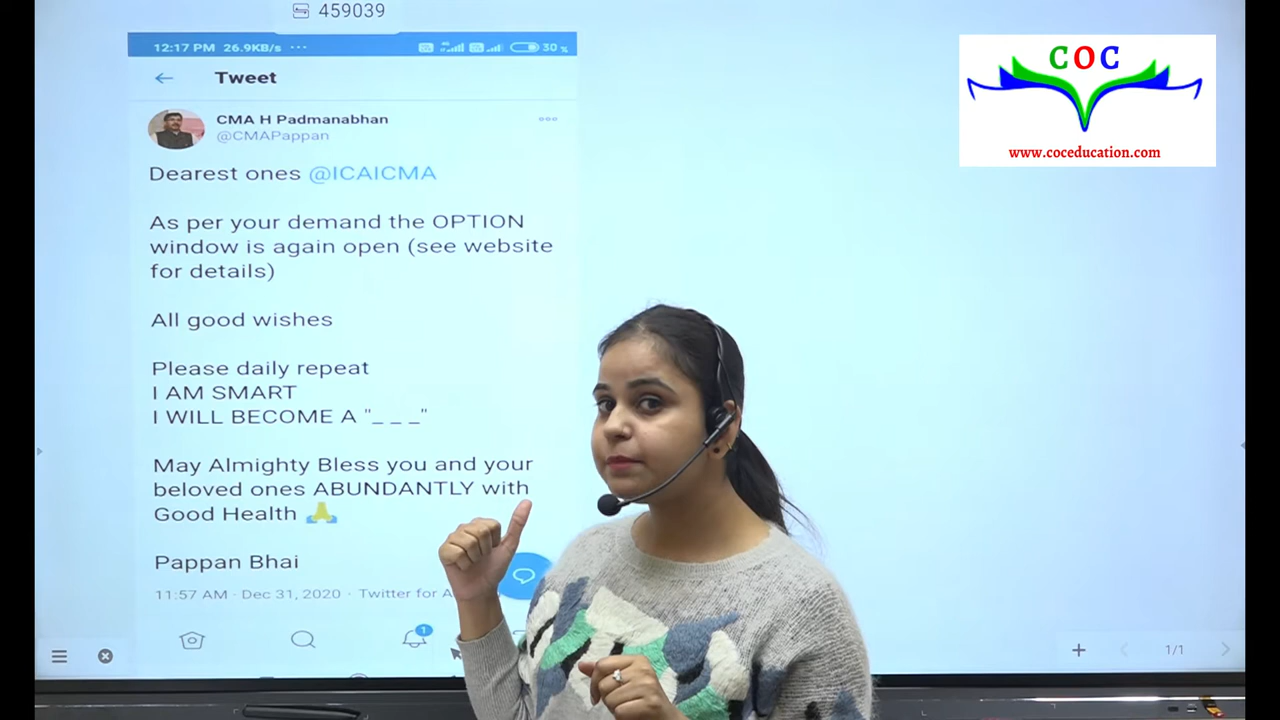 459039
12:17 PM 26.9KB/s ...
30 %
Tweet
CMA H Padmanabhan
@CMAPappan
Dearest ones @ICAICMA
As per your demand the OPTION
window is again open (see website
for details)
All good wishes
Please daily repeat
I AM SMART
I WILL BECOME A "_ _ _"
May Almighty Bless you and your
beloved ones ABUNDANTLY with
Good Health 🙏
Pappan Bhai
11:57 AM · Dec 31, 2020 · Twitter for A
1
1/1
COC
www.coceducation.com